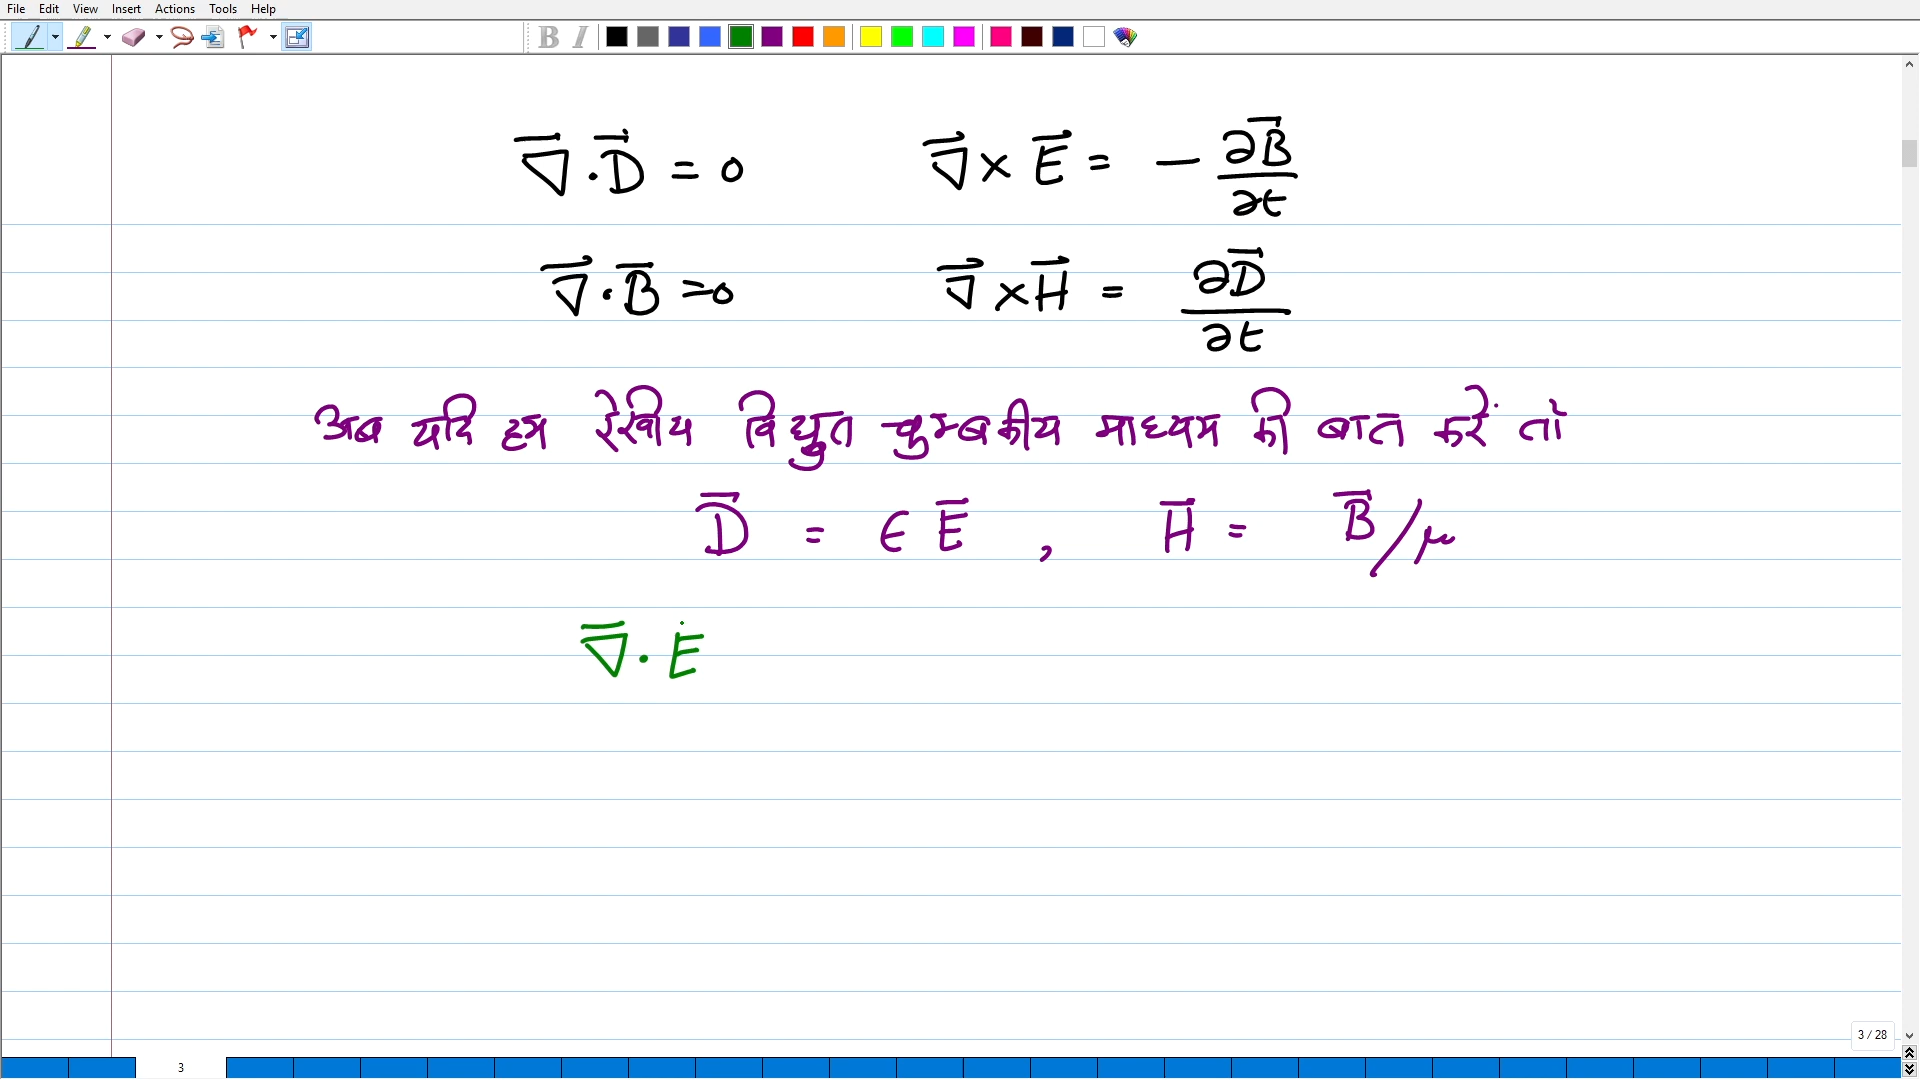 File Edit View Insert Actions Tools Help
B I
∇⃗·D⃗ = 0 ∇⃗×E⃗ = - ∂B⃗/∂t
∇⃗·B⃗ = 0 ∇⃗×H⃗ = ∂D⃗/∂t
अब यदि हम रेखीय विद्युत चुम्बकीय माध्यम की बात करें तो
D⃗ = ϵ E⃗ , H⃗ = B⃗/μ
∇⃗·E
3 / 28
3